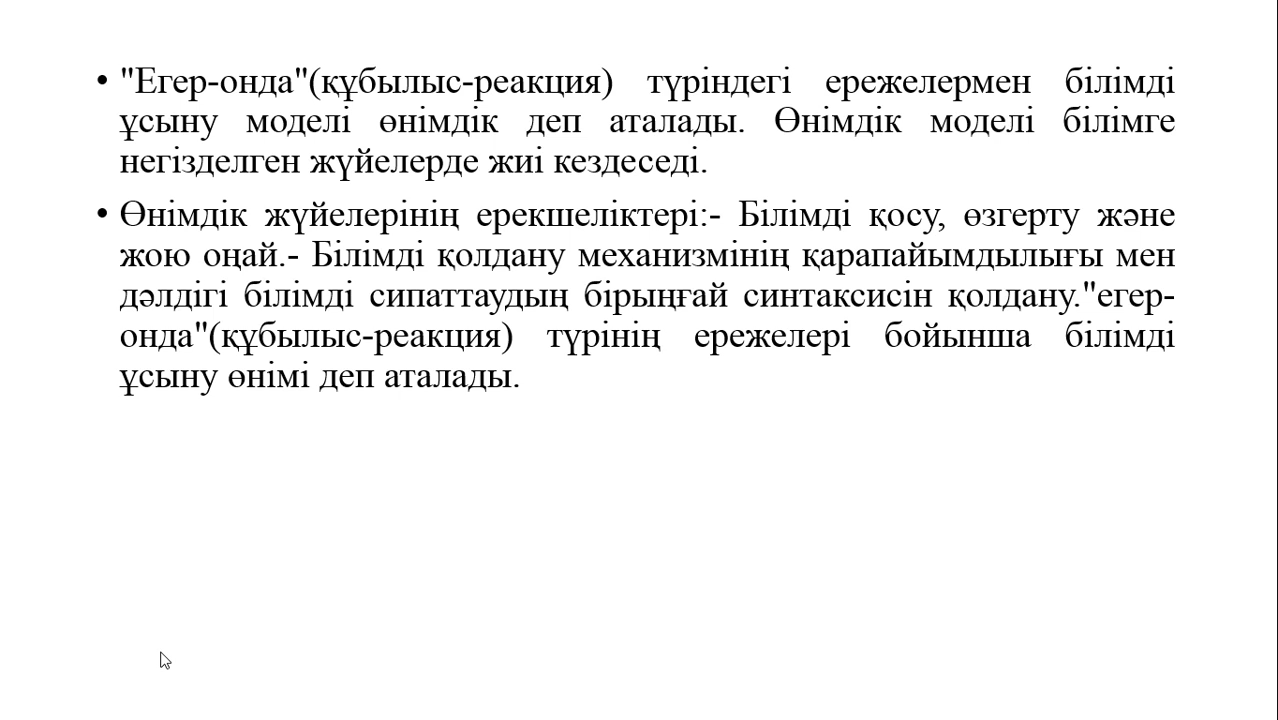 • "Егер-онда"(құбылыс-реакция) түріндегі ережелермен білімді
ұсыну моделі өнімдік деп аталады. Өнімдік моделі білімге
негізделген жүйелерде жиі кездеседі.
• Өнімдік жүйелерінің ерекшеліктері:- Білімді қосу, өзгерту және
жою оңай.- Білімді қолдану механизмінің қарапайымдылығы мен
дәлдігі білімді сипаттаудың бірыңғай синтаксисін қолдану."егер-
онда"(құбылыс-реакция) түрінің ережелері бойынша білімді
ұсыну өнімі деп аталады.